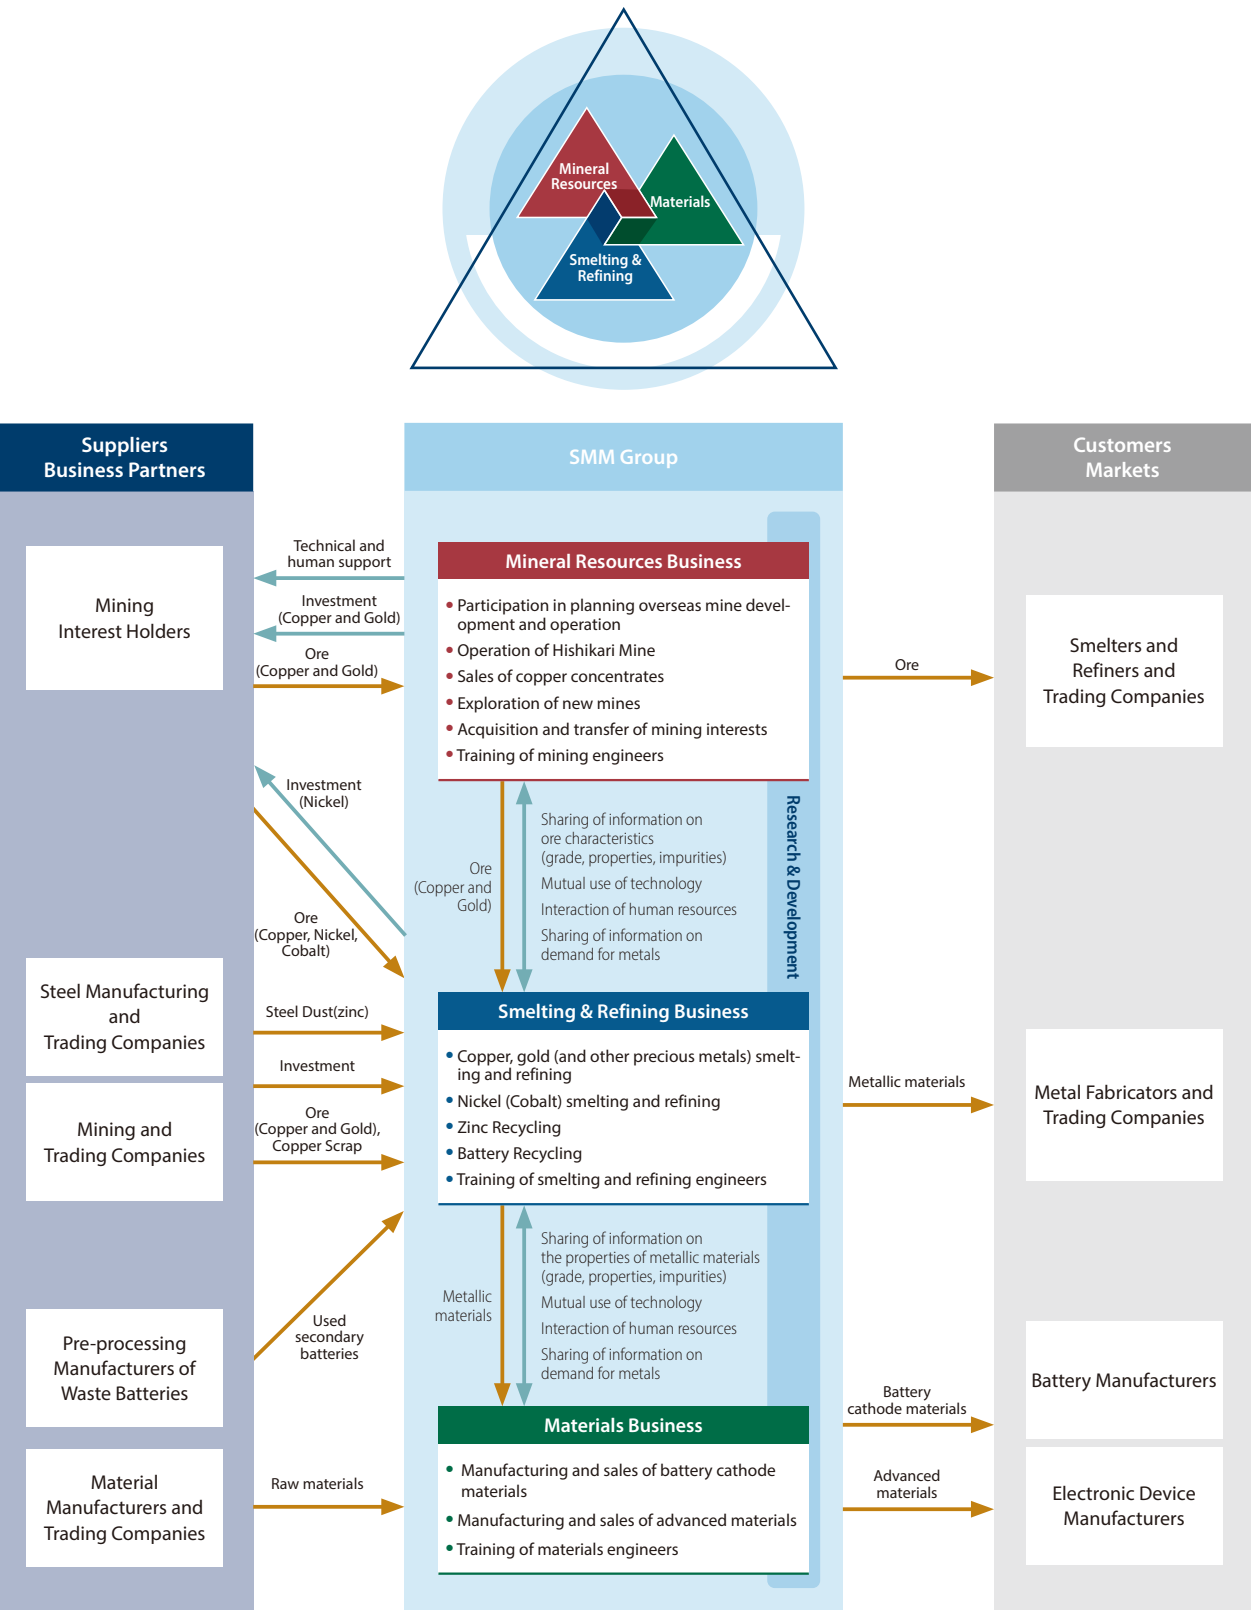 Mineral
Resources
Materials
Smelting &
Refining
Suppliers
Business Partners
SMM Group
Customers
Markets
Mining
Interest Holders
Technical and
human support
Investment
(Copper and Gold)
Ore
(Copper and Gold)
Investment
(Nickel)
Ore
(Copper, Nickel,
Cobalt)
Steel Manufacturing
and
Trading Companies
Steel Dust(zinc)
Investment
Mining and
Trading Companies
Ore
(Copper and Gold),
Copper Scrap
Pre-processing
Manufacturers of
Waste Batteries
Used
secondary
batteries
Material
Manufacturers and
Trading Companies
Raw materials
Mineral Resources Business
• Participation in planning overseas mine devel-
opment and operation
• Operation of Hishikari Mine
• Sales of copper concentrates
• Exploration of new mines
• Acquisition and transfer of mining interests
• Training of mining engineers
Ore
(Copper and
Gold)
Sharing of information on
ore characteristics
(grade, properties, impurities)
Mutual use of technology
Interaction of human resources
Sharing of information on
demand for metals
Research & Development
Smelting & Refining Business
• Copper, gold (and other precious metals) smelt-
ing and refining
• Nickel (Cobalt) smelting and refining
• Zinc Recycling
• Battery Recycling
• Training of smelting and refining engineers
Metallic
materials
Sharing of information on
the properties of metallic materials
(grade, properties, impurities)
Mutual use of technology
Interaction of human resources
Sharing of information on
demand for metals
Materials Business
• Manufacturing and sales of battery cathode
materials
• Manufacturing and sales of advanced materials
• Training of materials engineers
Ore
Smelters and
Refiners and
Trading Companies
Metallic materials
Metal Fabricators and
Trading Companies
Battery
cathode materials
Battery Manufacturers
Advanced
materials
Electronic Device
Manufacturers